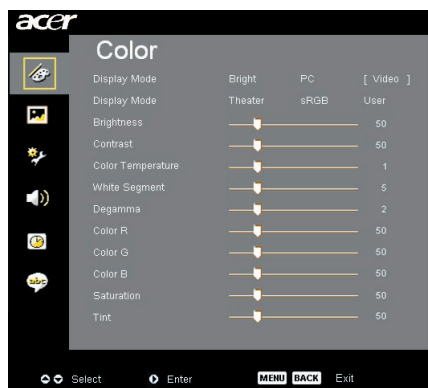 acer
Color
Display Mode Bright PC [ Video ]
Display Mode Theater sRGB User
Brightness 50
Contrast 50
Color Temperature 1
White Segment 5
Degamma 2
Color R 50
Color G 50
Color B 50
Saturation 50
Tint 50
abc
Select Enter MENU BACK Exit